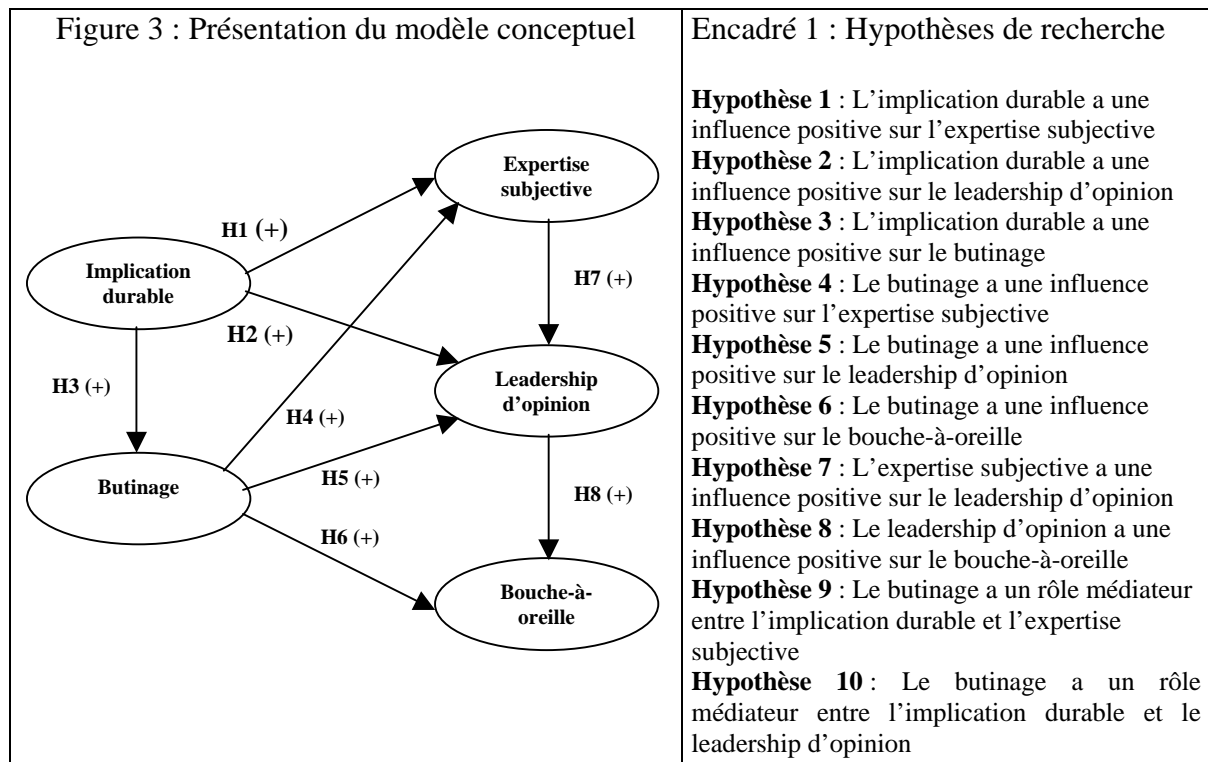 Figure 3 : Présentation du modèle conceptuel
Expertise
subjective
H1 (+)
Implication
durable
H7 (+)
H2 (+)
H3 (+)
Leadership
d’opinion
H4 (+)
Butinage
H5 (+)
H8 (+)
H6 (+)
Bouche-à-
oreille
Encadré 1 : Hypothèses de recherche
Hypothèse 1 : L’implication durable a une
influence positive sur l’expertise subjective
Hypothèse 2 : L’implication durable a une
influence positive sur le leadership d’opinion
Hypothèse 3 : L’implication durable a une
influence positive sur le butinage
Hypothèse 4 : Le butinage a une influence
positive sur l’expertise subjective
Hypothèse 5 : Le butinage a une influence
positive sur le leadership d’opinion
Hypothèse 6 : Le butinage a une influence
positive sur le bouche-à-oreille
Hypothèse 7 : L’expertise subjective a une
influence positive sur le leadership d’opinion
Hypothèse 8 : Le leadership d’opinion a une
influence positive sur le bouche-à-oreille
Hypothèse 9 : Le butinage a un rôle médiateur
entre l’implication durable et l’expertise
subjective
Hypothèse 10 : Le butinage a un rôle
médiateur entre l’implication durable et le
leadership d’opinion